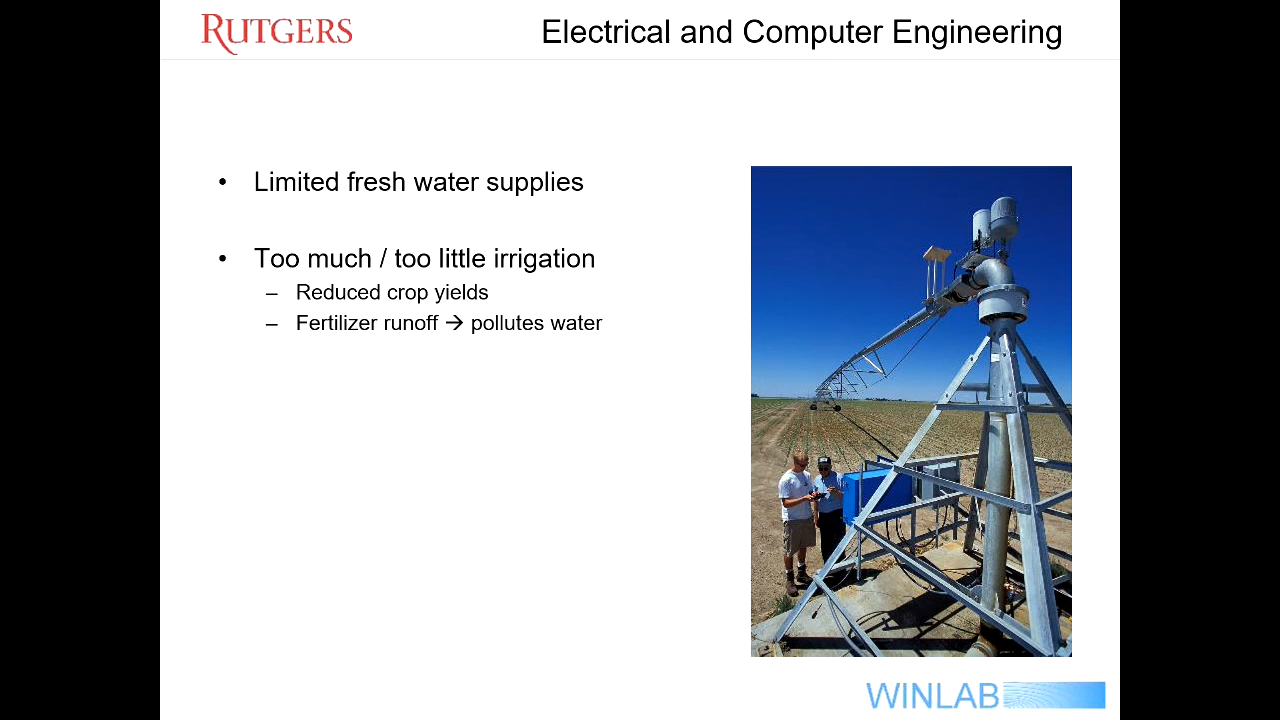 RUTGERS
Electrical and Computer Engineering
• Limited fresh water supplies
• Too much / too little irrigation
– Reduced crop yields
– Fertilizer runoff → pollutes water
WINLAB